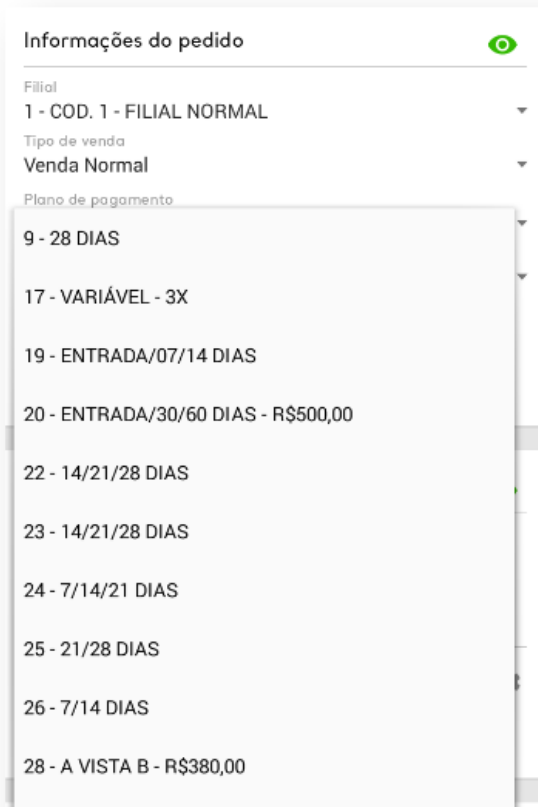 Informações do pedido
Filial
1 - COD. 1 - FILIAL NORMAL
Tipo de venda
Venda Normal
Plano de pagamento
9 - 28 DIAS
17 - VARIÁVEL - 3X
19 - ENTRADA/07/14 DIAS
20 - ENTRADA/30/60 DIAS - R$500,00
22 - 14/21/28 DIAS
23 - 14/21/28 DIAS
24 - 7/14/21 DIAS
25 - 21/28 DIAS
26 - 7/14 DIAS
28 - A VISTA B - R$380,00